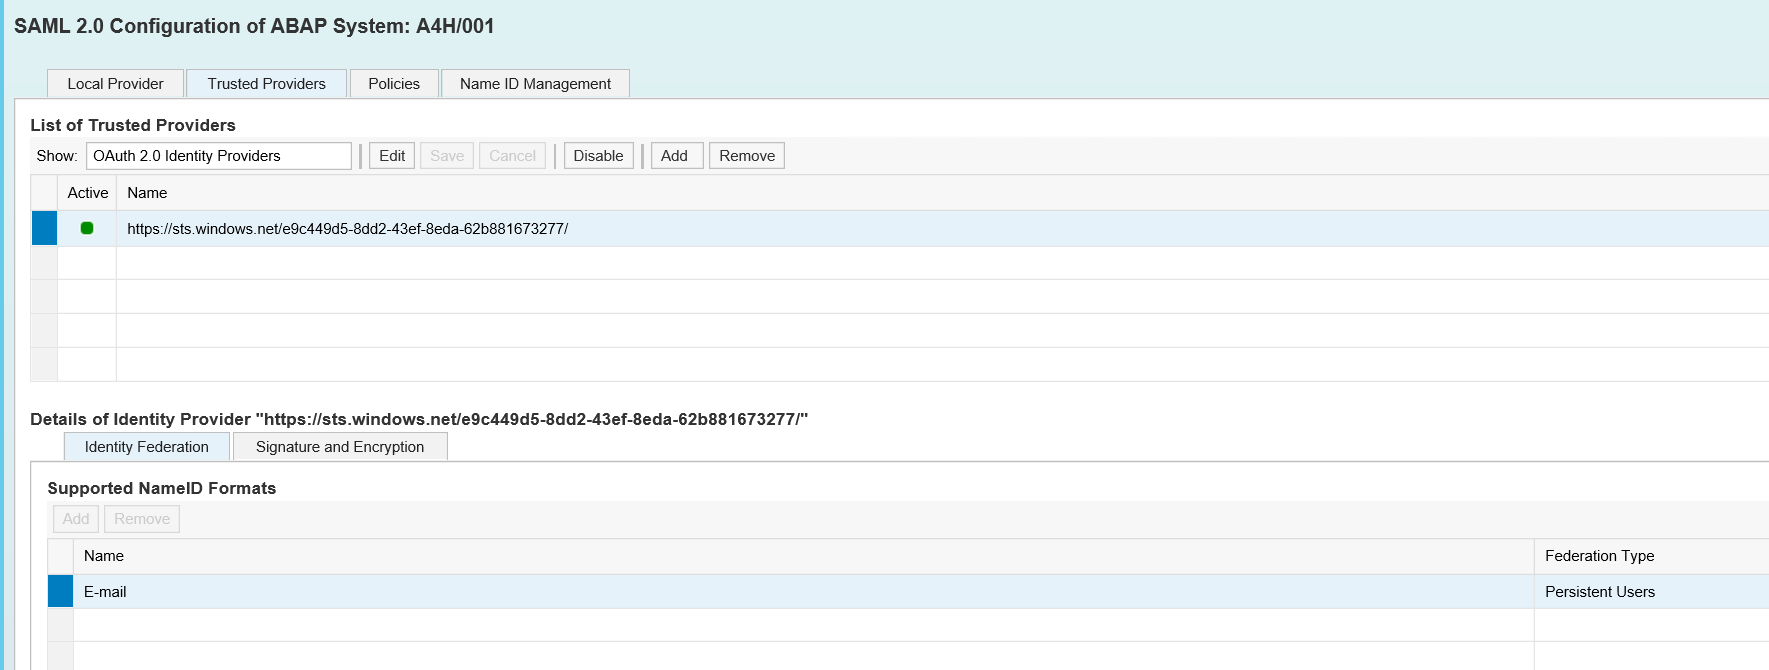 SAML 2.0 Configuration of ABAP System: A4H/001
Local Provider Trusted Providers Policies Name ID Management
List of Trusted Providers
Show: OAuth 2.0 Identity Providers Edit Save Cancel Disable Add Remove
Active Name
https://sts.windows.net/e9c449d5-8dd2-43ef-8eda-62b881673277/
Details of Identity Provider "https://sts.windows.net/e9c449d5-8dd2-43ef-8eda-62b881673277/"
Identity Federation Signature and Encryption
Supported NameID Formats
Add Remove
Name Federation Type
E-mail Persistent Users